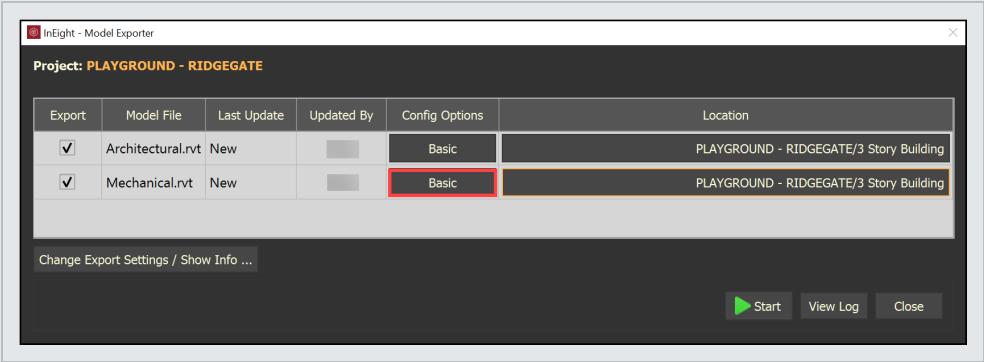 InEight - Model Exporter
Project: PLAYGROUND - RIDGEGATE
Export Model File Last Update Updated By Config Options Location
Architectural.rvt New Basic PLAYGROUND - RIDGEGATE/3 Story Building
Mechanical.rvt New Basic PLAYGROUND - RIDGEGATE/3 Story Building
Change Export Settings / Show Info ...
Start View Log Close